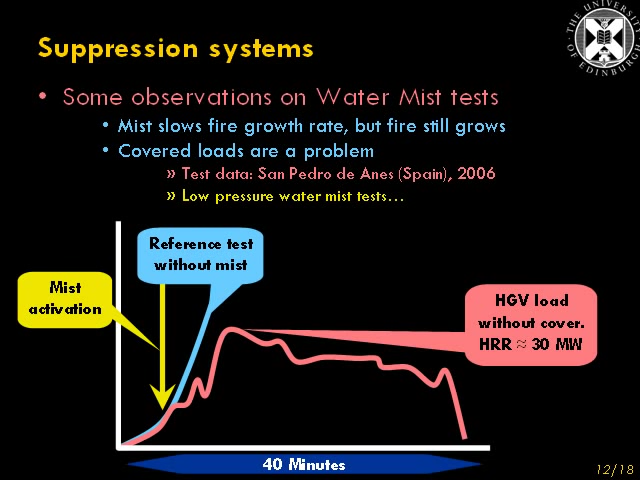 Suppression systems
THE UNIVERSITY
OF EDINBURGH
• Some observations on Water Mist tests
• Mist slows fire growth rate, but fire still grows
• Covered loads are a problem
» Test data: San Pedro de Anes (Spain), 2006
» Low pressure water mist tests…
Reference test
without mist
Mist
activation
HGV load
without cover.
HRR ≈ 30 MW
40 Minutes
12/18